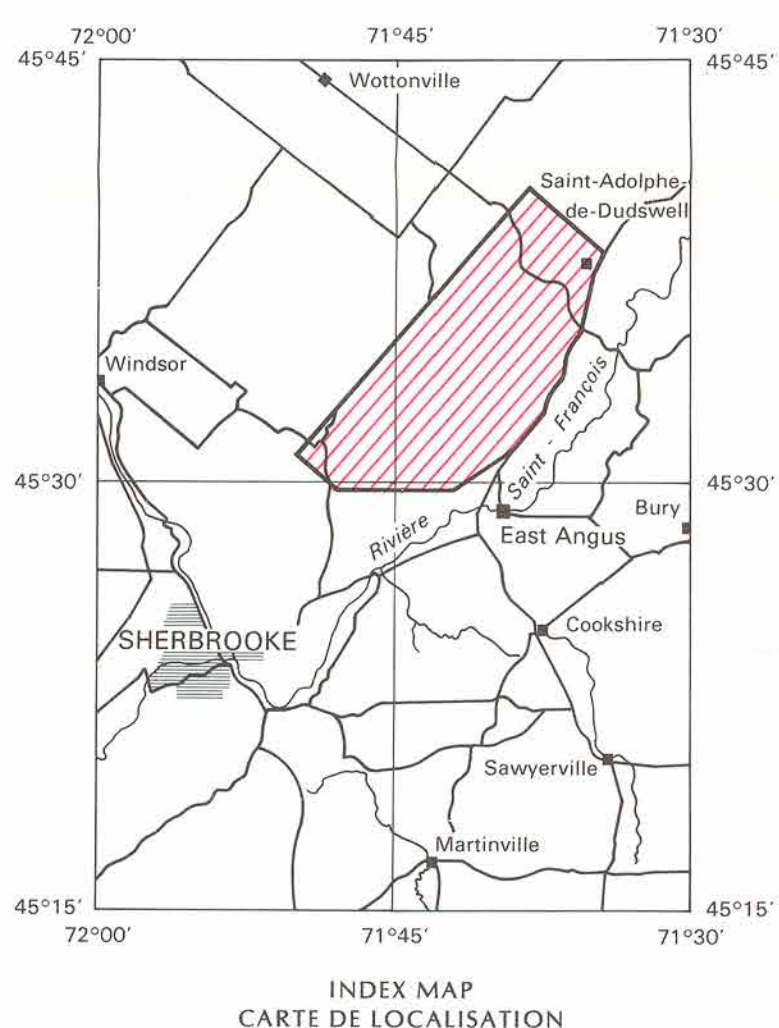 72°00′ 71°45′ 71°30′
45°45′ 45°45′
Wottonville
Saint-Adolphe-
de-Dudswell
Windsor
Saint-François
45°30′ 45°30′
Bury
Rivière
East Angus
Cookshire
SHERBROOKE
Sawyerville
Martinville
45°15′ 45°15′
72°00′ 71°45′ 71°30′
INDEX MAP
CARTE DE LOCALISATION